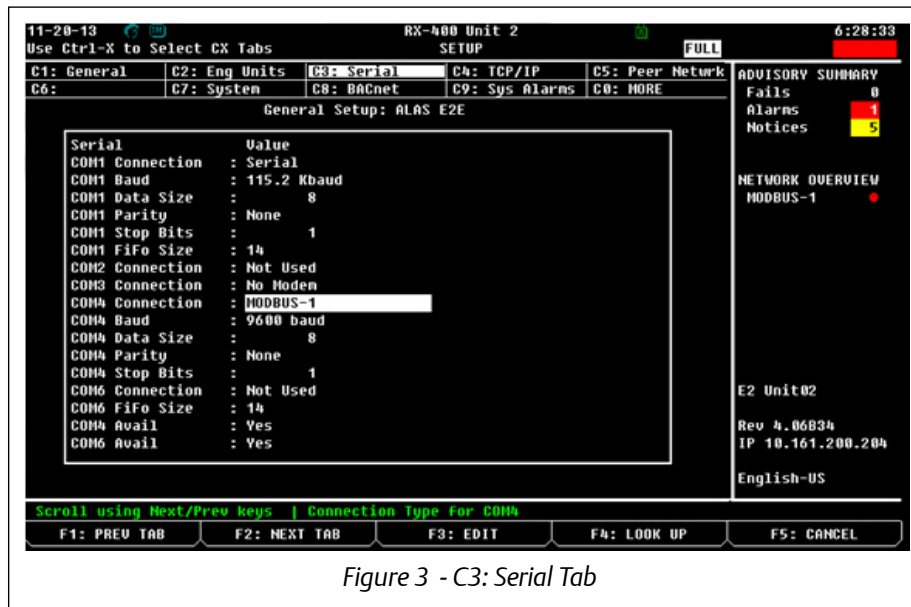 11-20-13 RX-400 Unit 2 6:28:33
Use Ctrl-X to Select CX Tabs SETUP FULL
C1: General C2: Eng Units C3: Serial C4: TCP/IP C5: Peer Netwrk
C6: C7: System C8: BACnet C9: Sys Alarms C0: MORE
General Setup: ALAS E2E
Serial Value
COM1 Connection : Serial
COM1 Baud : 115.2 Kbaud
COM1 Data Size : 8
COM1 Parity : None
COM1 Stop Bits : 1
COM1 FiFo Size : 14
COM2 Connection : Not Used
COM3 Connection : No Modem
COM4 Connection : MODBUS-1
COM4 Baud : 9600 baud
COM4 Data Size : 8
COM4 Parity : None
COM4 Stop Bits : 1
COM6 Connection : Not Used
COM6 FiFo Size : 14
COM4 Avail : Yes
COM6 Avail : Yes
ADVISORY SUMMARY
Fails 0
Alarms 1
Notices 5
NETWORK OVERVIEW
MODBUS-1
E2 Unit02
Rev 4.06B34
IP 10.161.200.204
English-US
Scroll using Next/Prev keys | Connection Type for COM4
F1: PREV TAB F2: NEXT TAB F3: EDIT F4: LOOK UP F5: CANCEL
Figure 3 - C3: Serial Tab